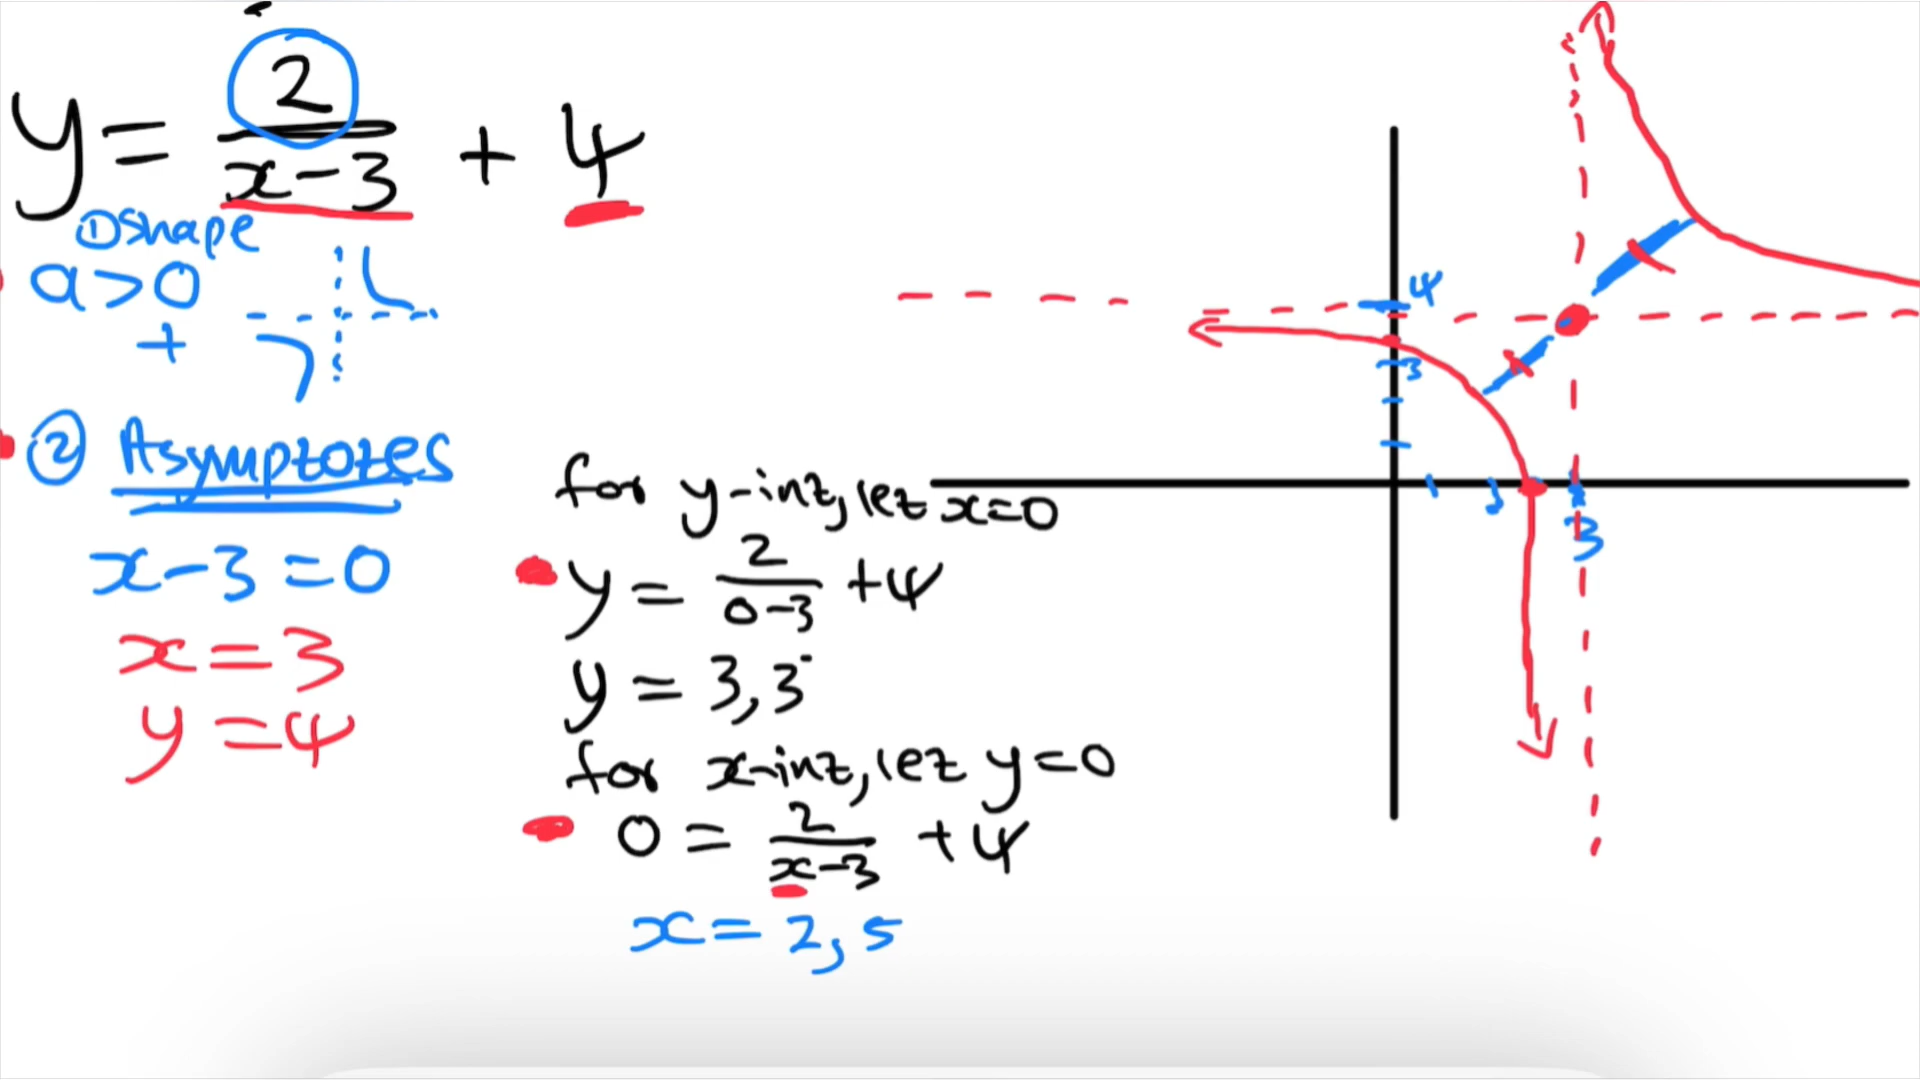 y = 2/(x-3) + 4
① shape
a > 0
+
② Asymptotes
x - 3 = 0
x = 3
y = 4
for y-int, let x = 0
y = 2/(0-3) + 4
y = 3,3
for x-int, let y = 0
0 = 2/(x-3) + 4
x = 2,5
4
3
1
3